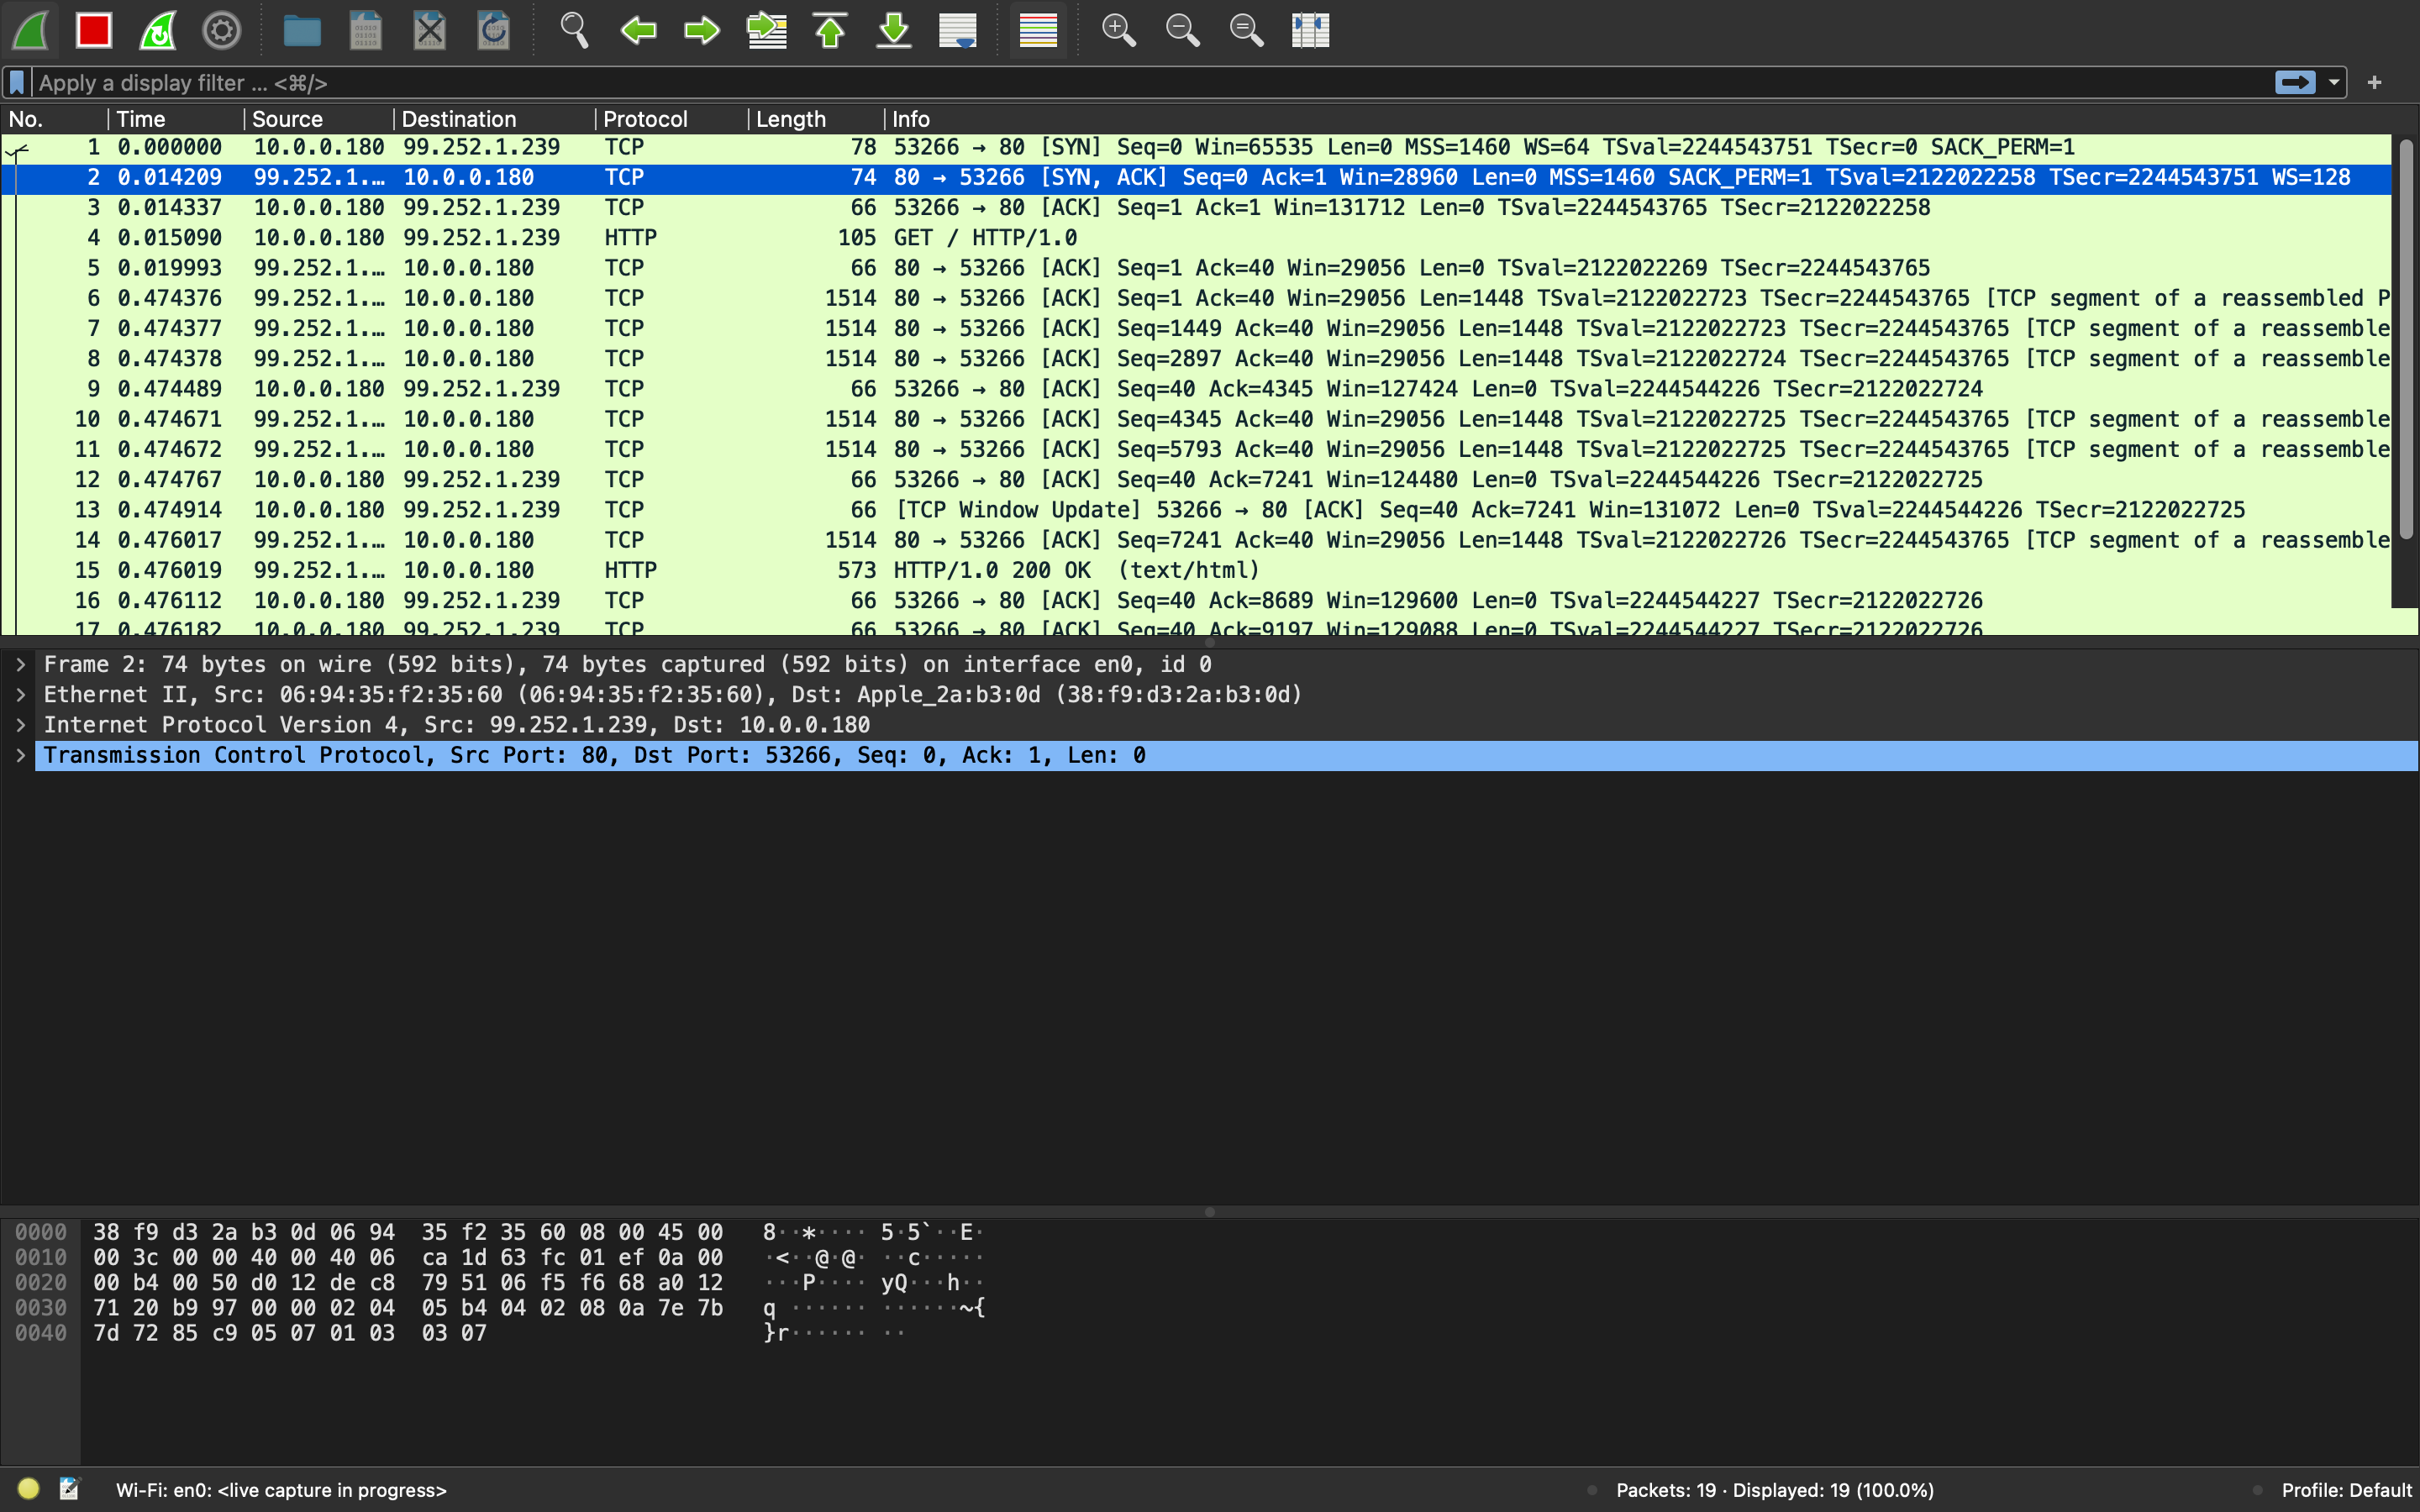 Apply a display filter ... <⌘/>
No. Time Source Destination Protocol Length Info
1 0.000000 10.0.0.180 99.252.1.239 TCP 78 53266 → 80 [SYN] Seq=0 Win=65535 Len=0 MSS=1460 WS=64 TSval=2244543751 TSecr=0 SACK_PERM=1
2 0.014209 99.252.1.… 10.0.0.180 TCP 74 80 → 53266 [SYN, ACK] Seq=0 Ack=1 Win=28960 Len=0 MSS=1460 SACK_PERM=1 TSval=2122022258 TSecr=2244543751 WS=128
3 0.014337 10.0.0.180 99.252.1.239 TCP 66 53266 → 80 [ACK] Seq=1 Ack=1 Win=131712 Len=0 TSval=2244543765 TSecr=2122022258
4 0.015090 10.0.0.180 99.252.1.239 HTTP 105 GET / HTTP/1.0
5 0.019993 99.252.1.… 10.0.0.180 TCP 66 80 → 53266 [ACK] Seq=1 Ack=40 Win=29056 Len=0 TSval=2122022269 TSecr=2244543765
6 0.474376 99.252.1.… 10.0.0.180 TCP 1514 80 → 53266 [ACK] Seq=1 Ack=40 Win=29056 Len=1448 TSval=2122022723 TSecr=2244543765 [TCP segment of a reassembled P
7 0.474377 99.252.1.… 10.0.0.180 TCP 1514 80 → 53266 [ACK] Seq=1449 Ack=40 Win=29056 Len=1448 TSval=2122022723 TSecr=2244543765 [TCP segment of a reassemble
8 0.474378 99.252.1.… 10.0.0.180 TCP 1514 80 → 53266 [ACK] Seq=2897 Ack=40 Win=29056 Len=1448 TSval=2122022724 TSecr=2244543765 [TCP segment of a reassemble
9 0.474489 10.0.0.180 99.252.1.239 TCP 66 53266 → 80 [ACK] Seq=40 Ack=4345 Win=127424 Len=0 TSval=2244544226 TSecr=2122022724
10 0.474671 99.252.1.… 10.0.0.180 TCP 1514 80 → 53266 [ACK] Seq=4345 Ack=40 Win=29056 Len=1448 TSval=2122022725 TSecr=2244543765 [TCP segment of a reassemble
11 0.474672 99.252.1.… 10.0.0.180 TCP 1514 80 → 53266 [ACK] Seq=5793 Ack=40 Win=29056 Len=1448 TSval=2122022725 TSecr=2244543765 [TCP segment of a reassemble
12 0.474767 10.0.0.180 99.252.1.239 TCP 66 53266 → 80 [ACK] Seq=40 Ack=7241 Win=124480 Len=0 TSval=2244544226 TSecr=2122022725
13 0.474914 10.0.0.180 99.252.1.239 TCP 66 [TCP Window Update] 53266 → 80 [ACK] Seq=40 Ack=7241 Win=131072 Len=0 TSval=2244544226 TSecr=2122022725
14 0.476017 99.252.1.… 10.0.0.180 TCP 1514 80 → 53266 [ACK] Seq=7241 Ack=40 Win=29056 Len=1448 TSval=2122022726 TSecr=2244543765 [TCP segment of a reassemble
15 0.476019 99.252.1.… 10.0.0.180 HTTP 573 HTTP/1.0 200 OK  (text/html)
16 0.476112 10.0.0.180 99.252.1.239 TCP 66 53266 → 80 [ACK] Seq=40 Ack=8689 Win=129600 Len=0 TSval=2244544227 TSecr=2122022726
17 0.476182 10.0.0.180 99.252.1.239 TCP 66 53266 → 80 [ACK] Seq=40 Ack=9197 Win=129088 Len=0 TSval=2244544227 TSecr=2122022726
Frame 2: 74 bytes on wire (592 bits), 74 bytes captured (592 bits) on interface en0, id 0
Ethernet II, Src: 06:94:35:f2:35:60 (06:94:35:f2:35:60), Dst: Apple_2a:b3:0d (38:f9:d3:2a:b3:0d)
Internet Protocol Version 4, Src: 99.252.1.239, Dst: 10.0.0.180
Transmission Control Protocol, Src Port: 80, Dst Port: 53266, Seq: 0, Ack: 1, Len: 0
0000 38 f9 d3 2a b3 0d 06 94 35 f2 35 60 08 00 45 00 8··*···· 5·5`··E·
0010 00 3c 00 00 40 00 40 06 ca 1d 63 fc 01 ef 0a 00 ·<··@·@· ··c·····
0020 00 b4 00 50 d0 12 de c8 79 51 06 f5 f6 68 a0 12 ···P···· yQ···h··
0030 71 20 b9 97 00 00 02 04 05 b4 04 02 08 0a 7e 7b q ······ ······~{
0040 7d 72 85 c9 05 07 01 03 03 07 }r······ ··
Wi-Fi: en0: <live capture in progress> Packets: 19 · Displayed: 19 (100.0%) Profile: Default